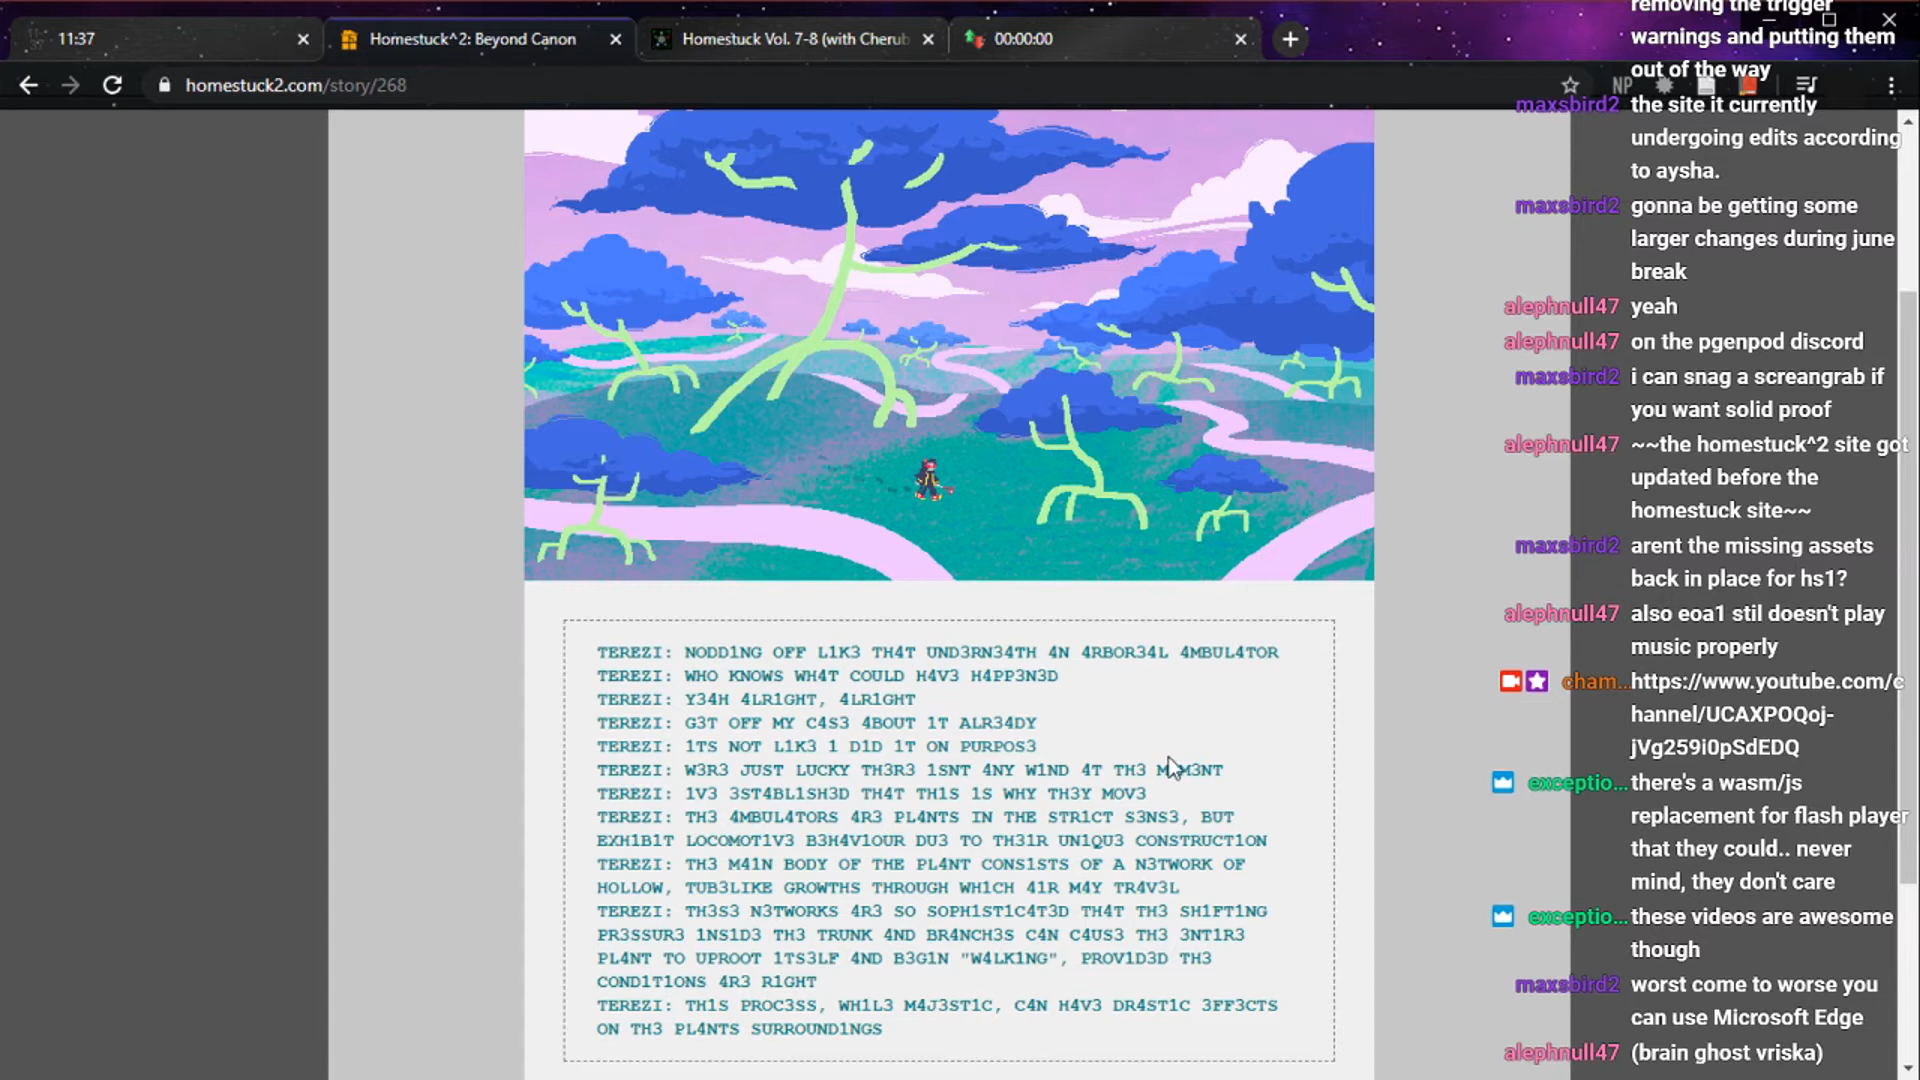 11:37
Homestuck^2: Beyond Canon
Homestuck Vol. 7-8 (with Cherub
00:00:00
homestuck2.com/story/268
NP
TEREZI: NODD1NG OFF L1K3 TH4T UND3RN34TH 4N 4RBOR34L 4MBUL4TOR
TEREZI: WHO KNOWS WH4T COULD H4V3 H4PP3N3D
TEREZI: Y34H 4LR1GHT, 4LR1GHT
TEREZI: G3T OFF MY C4S3 4BOUT 1T ALR34DY
TEREZI: 1TS NOT L1K3 1 D1D 1T ON PURPOS3
TEREZI: W3R3 JUST LUCKY TH3R3 1SNT 4NY W1ND 4T TH3 M0M3NT
TEREZI: 1V3 3ST4BL1SH3D TH4T TH1S 1S WHY TH3Y MOV3
TEREZI: TH3 4MBUL4TORS 4R3 PL4NTS IN THE STR1CT S3NS3, BUT
EXH1B1T LOCOMOT1V3 B3H4V1OUR DU3 TO TH31R UN1QU3 CONSTRUCT1ON
TEREZI: TH3 M41N BODY OF THE PL4NT CONS1STS OF A N3TWORK OF
HOLLOW, TUB3LIKE GROWTHS THROUGH WH1CH 41R M4Y TR4V3L
TEREZI: TH3S3 N3TWORKS 4R3 SO SOPH1ST1C4T3D TH4T TH3 SH1FT1NG
PR3SSUR3 1NS1D3 TH3 TRUNK 4ND BR4NCH3S C4N C4US3 TH3 3NT1R3
PL4NT TO UPROOT 1TS3LF 4ND B3G1N "W4LK1NG", PROV1D3D TH3
COND1T1ONS 4R3 R1GHT
TEREZI: TH1S PROC3SS, WH1L3 M4J3ST1C, C4N H4V3 DR4ST1C 3FF3CTS
ON TH3 PL4NTS SURROUND1NGS
removing the trigger
warnings and putting them
out of the way
maxsbird2 the site it currently
undergoing edits according
to aysha.
maxsbird2 gonna be getting some
larger changes during june
break
alephnull47 yeah
alephnull47 on the pgenpod discord
maxsbird2 i can snag a screangrab if
you want solid proof
alephnull47 ~~the homestuck^2 site got
updated before the
homestuck site~~
maxsbird2 arent the missing assets
back in place for hs1?
alephnull47 also eoa1 stil doesn't play
music properly
cham... https://www.youtube.com/c
hannel/UCAXPOQoj-
jVg259i0pSdEDQ
exceptio... there's a wasm/js
replacement for flash player
that they could.. never
mind, they don't care
exceptio... these videos are awesome
though
maxsbird2 worst come to worse you
can use Microsoft Edge
alephnull47 (brain ghost vriska)